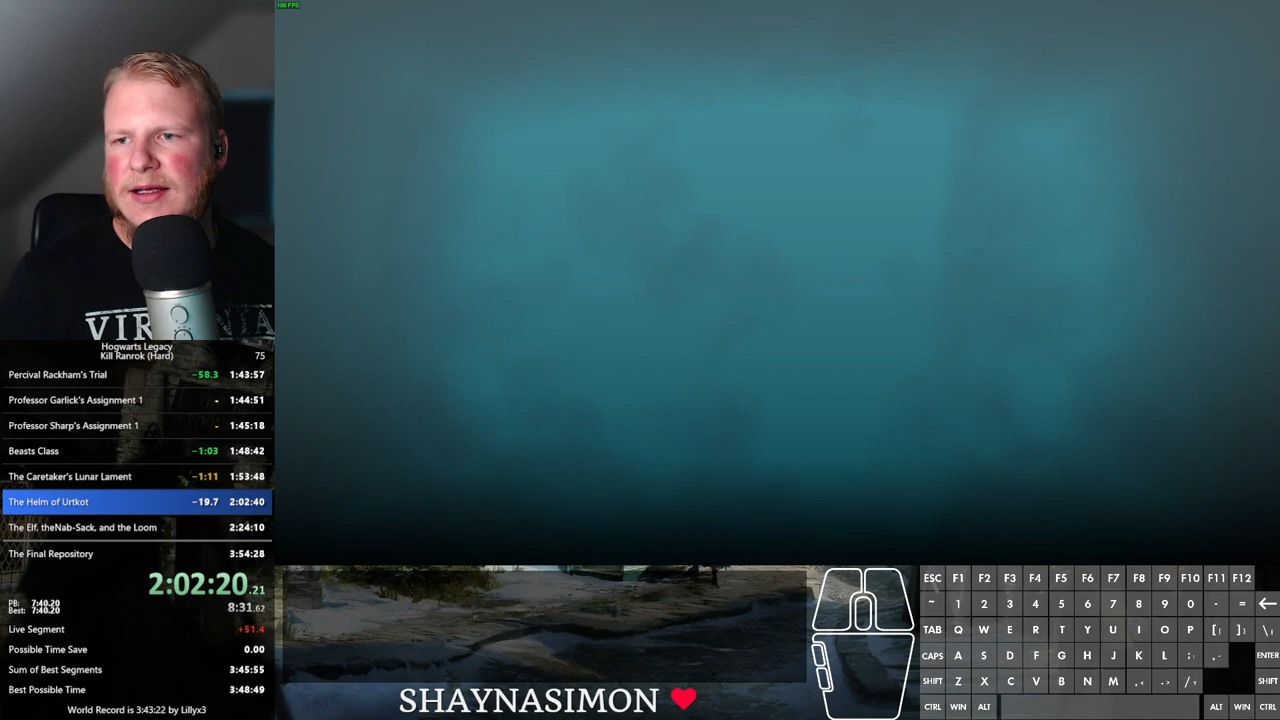 106 FPS
VIR
Hogwarts Legacy
Kill Ranrok (Hard) 75
Percival Rackham's Trial -58.3 1:43:57
Professor Garlick's Assignment 1 - 1:44:51
Professor Sharp's Assignment 1 - 1:45:18
Beasts Class -1:03 1:48:42
The Caretaker's Lunar Lament -1:11 1:53:48
The Helm of Urtkot -19.7 2:02:40
The Elf, theNab-Sack, and the Loom 2:24:10
The Final Repository 3:54:28
2:02:20.21
PB: 7:40.20
Best: 7:40.20
8:31.62
Live Segment +51.4
Possible Time Save 0.00
Sum of Best Segments 3:45:55
Best Possible Time 3:48:49
World Record is 3:43:22 by Lillyx3
SHAYNASIMON
ESC F1 F2 F3 F4 F5 F6 F7 F8 F9 F10 F11 F12
~ 1 2 3 4 5 6 7 8 9 0 - = ←
TAB Q W E R T Y U I O P [{ ]} \|
CAPS A S D F G H J K L ;: ,. ENTER
SHIFT Z X C V B N M ,< .> /? SHIFT
CTRL WIN ALT ALT WIN CTRL